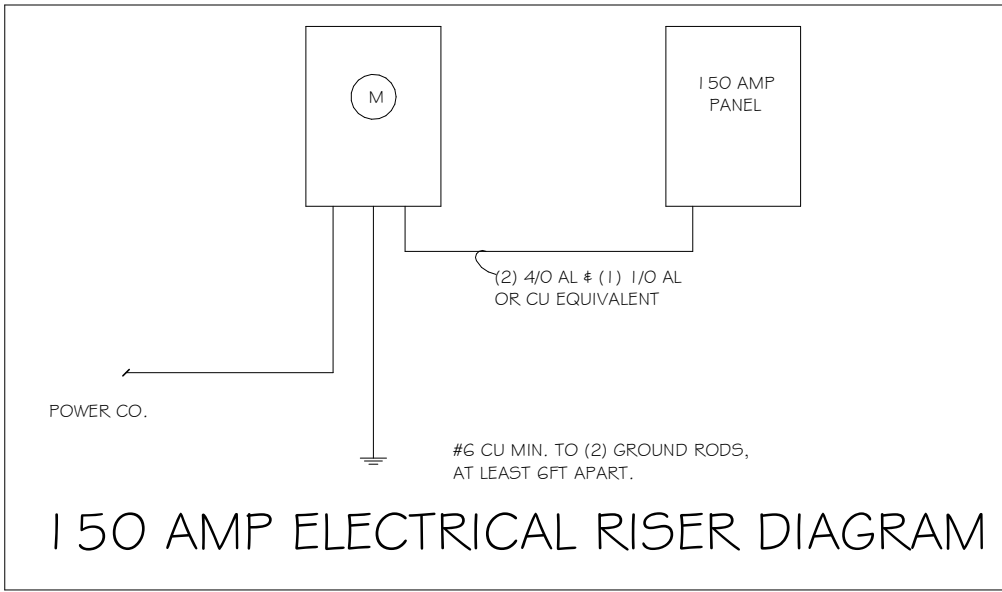 M
150 AMP
PANEL
(2) 4/0 AL & (1) 1/0 AL
OR CU EQUIVALENT
POWER CO.
#6 CU MIN. TO (2) GROUND RODS,
AT LEAST 6FT APART.
150 AMP ELECTRICAL RISER DIAGRAM